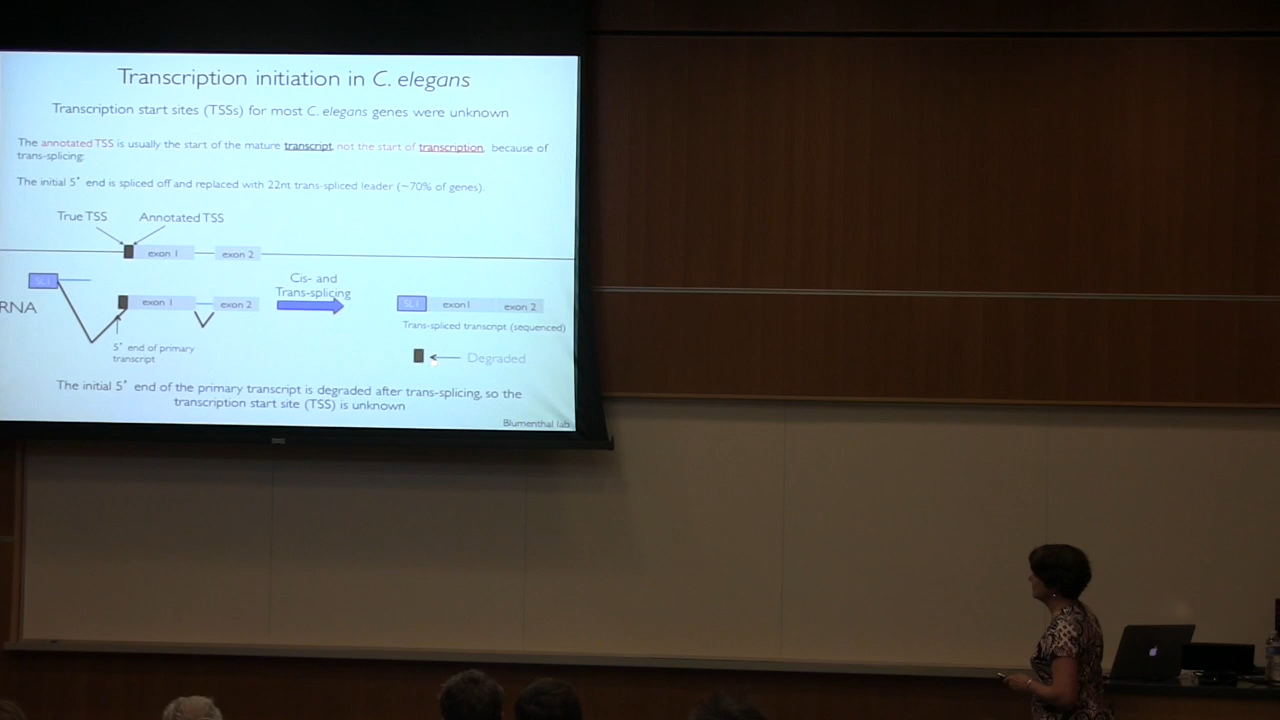 Transcription initiation in C. elegans
Transcription start sites (TSSs) for most C. elegans genes were unknown
The annotated TSS is usually the start of the mature transcript, not the start of transcription, because of
trans-splicing:
The initial 5' end is spliced off and replaced with 22nt trans-spliced leader (~70% of genes).
True TSS
Annotated TSS
exon 1
exon 2
SL1
RNA
exon 1
exon 2
5' end of primary
transcript
Cis- and
Trans-splicing
SL1
exon1
exon 2
Trans-spliced transcript (sequenced)
Degraded
The initial 5' end of the primary transcript is degraded after trans-splicing, so the
transcription start site (TSS) is unknown
Blumenthal lab